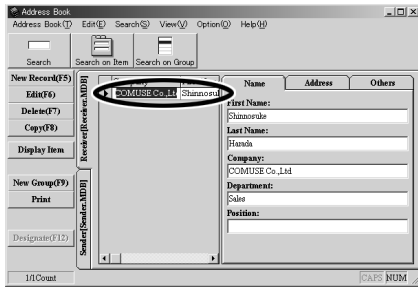 Address Book
Address Book(T) Edit(E) Search(S) View(V) Option(O) Help(H)
Search Search on Item Search on Group
New Record(F5)
Edit(F6)
Delete(F7)
Copy(F8)
Display Item
New Group(F9)
Print
Designate(F12)
Receiver[Receiver.MDB]
Sender[Sender.MDB]
COMUSE Co.,Lt Shinnosul
Name Address Others
First Name:
Shinnosuke
Last Name:
Harada
Company:
COMUSE Co.,Ltd
Department:
Sales
Position:
1/1Count
CAPS NUM